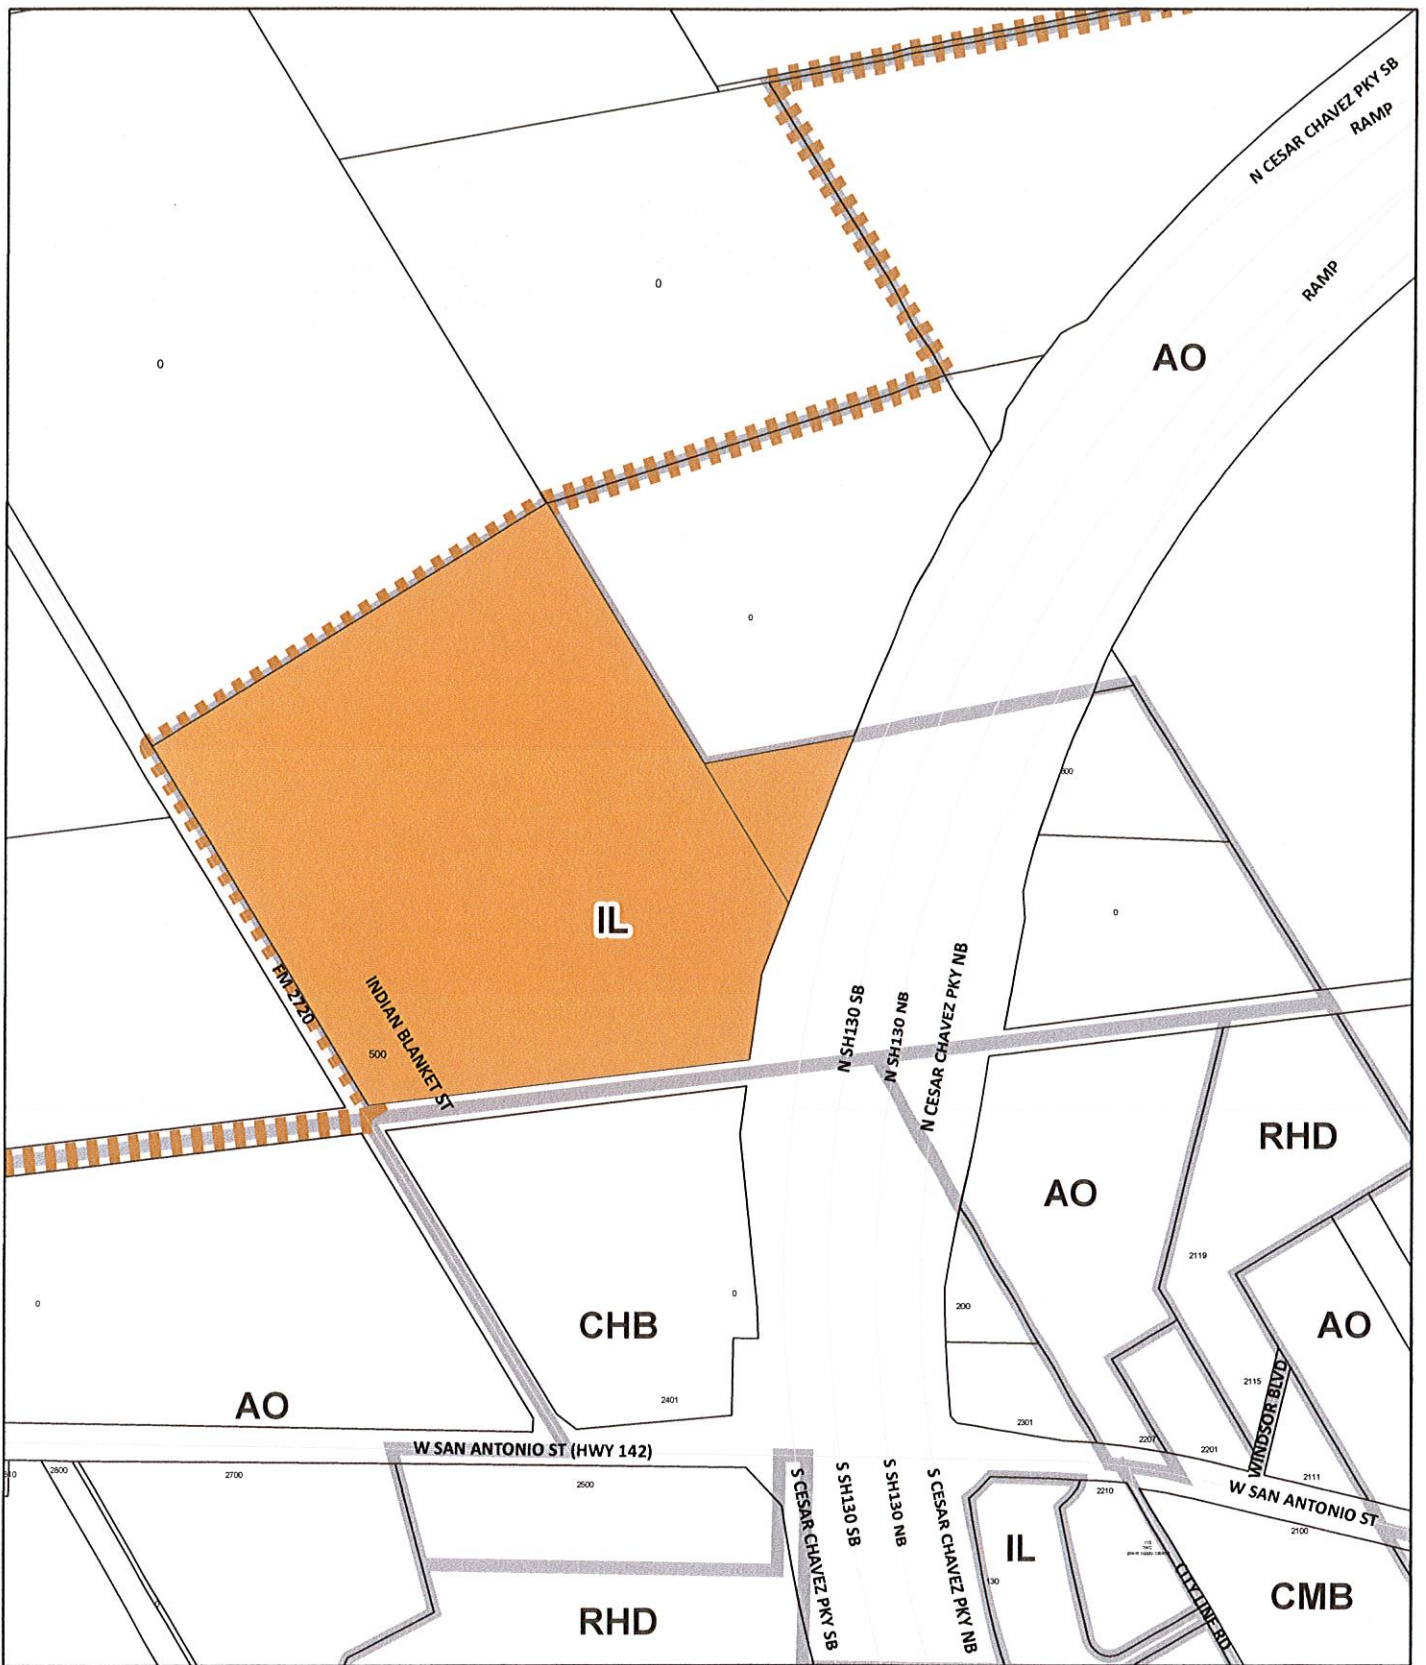 N CESAR CHAVEZ PKY SB
RAMP
RAMP
AO
0
0
0
800
IL
0
FM 2720
INDIAN BLANKET ST
500
N SH130 SB
N SH130 NB
N CESAR CHAVEZ PKY NB
RHD
AO
2119
0
CHB
0
200
AO
AO
2401
2115
WINDSOR BLVD
2301
2207
2201
W SAN ANTONIO ST (HWY 142)
2800
2700
2500
2111
2210
W SAN ANTONIO ST
2100
S CESAR CHAVEZ PKY SB
S SH130 SB
S SH130 NB
S CESAR CHAVEZ PKY NB
IL
130
CITY LINE RD
CMB
RHD